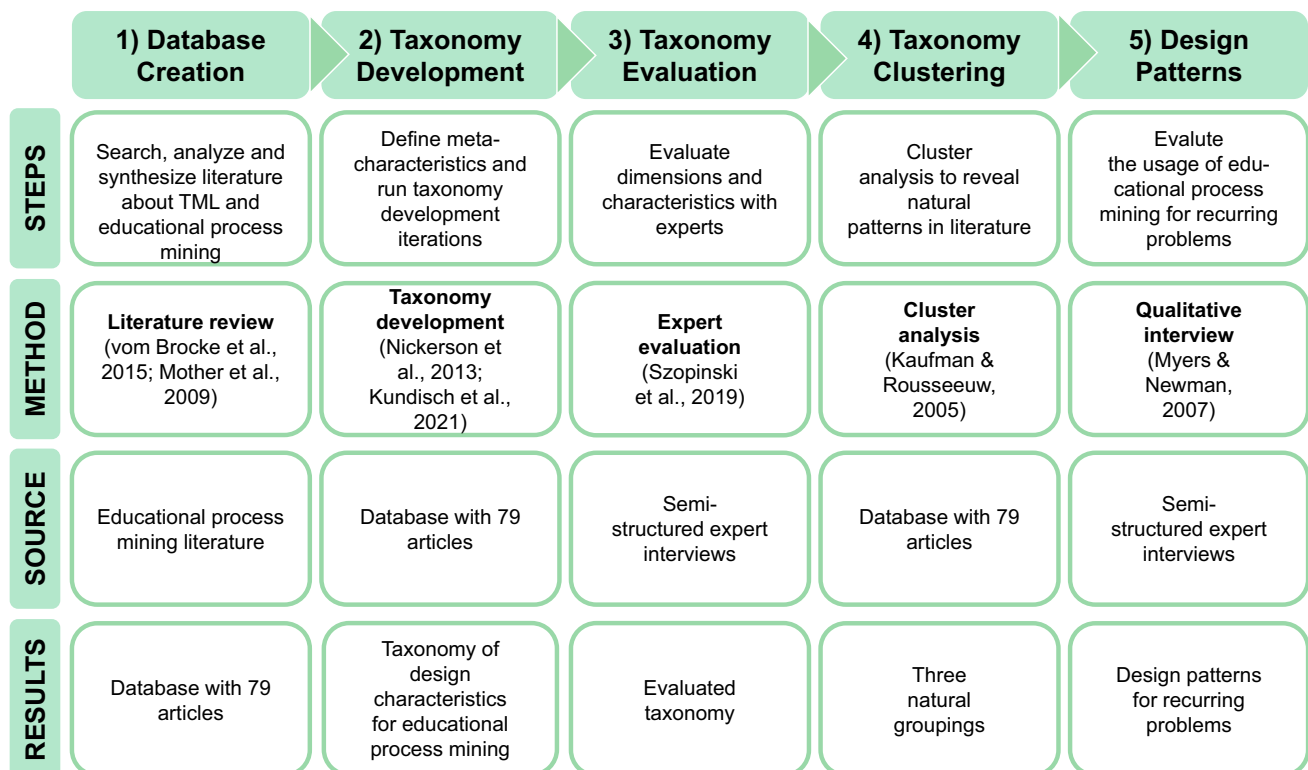 1) Database
Creation
2) Taxonomy
Development
3) Taxonomy
Evaluation
4) Taxonomy
Clustering
5) Design
Patterns
STEPS
Search, analyze and
synthesize literature
about TML and
educational process
mining
Define meta-
characteristics and
run taxonomy
development
iterations
Evaluate
dimensions and
characteristics with
experts
Cluster
analysis to reveal
natural
patterns in literature
Evalute
the usage of edu-
cational process
mining for recurring
problems
METHOD
Literature review
(vom Brocke et al.,
2015; Mother et al.,
2009)
Taxonomy
development
(Nickerson et
al., 2013;
Kundisch et al.,
2021)
Expert
evaluation
(Szopinski
et al., 2019)
Cluster
analysis
(Kaufman &
Rousseeuw,
2005)
Qualitative
interview
(Myers &
Newman,
2007)
SOURCE
Educational process
mining literature
Database with 79
articles
Semi-
structured expert
interviews
Database with 79
articles
Semi-
structured expert
interviews
RESULTS
Database with 79
articles
Taxonomy of
design
characteristics
for educational
process mining
Evaluated
taxonomy
Three
natural
groupings
Design patterns
for recurring
problems